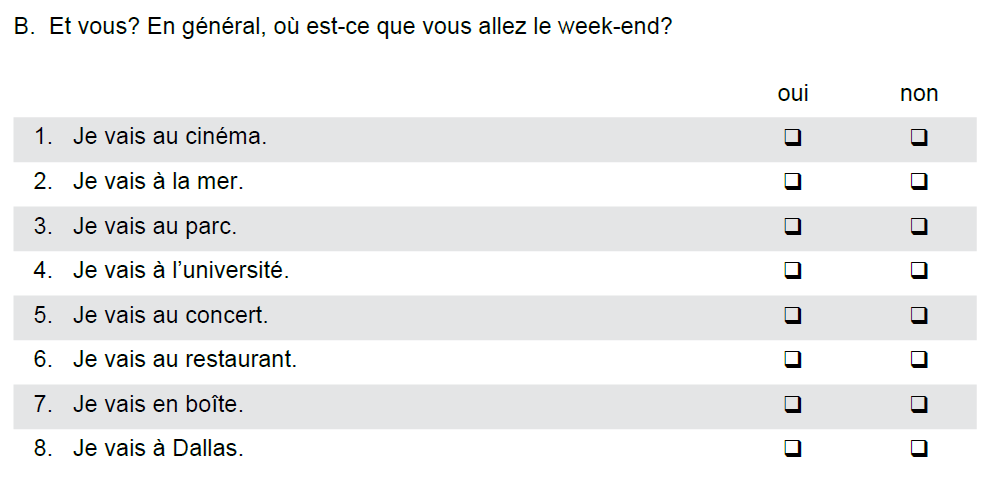 B. Et vous? En général, où est-ce que vous allez le week-end?
oui non
1. Je vais au cinéma. ❑ ❑
2. Je vais à la mer. ❑ ❑
3. Je vais au parc. ❑ ❑
4. Je vais à l’université. ❑ ❑
5. Je vais au concert. ❑ ❑
6. Je vais au restaurant. ❑ ❑
7. Je vais en boîte. ❑ ❑
8. Je vais à Dallas. ❑ ❑